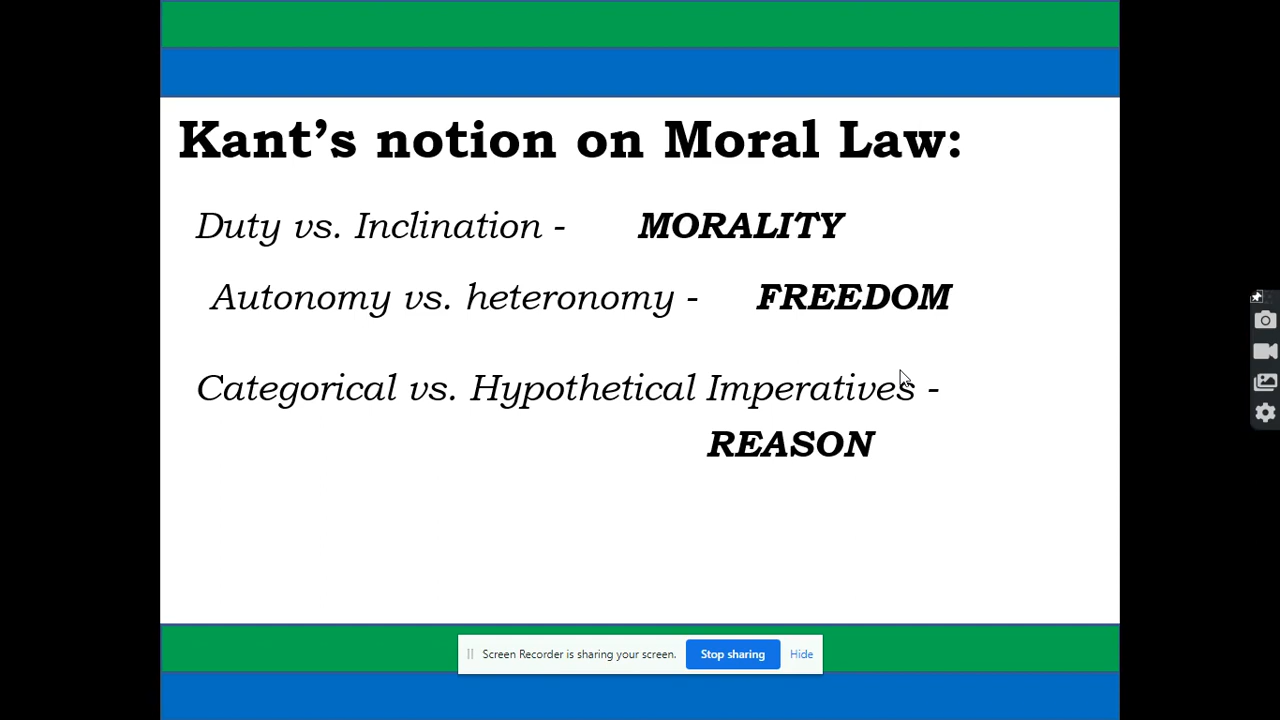 Kant's notion on Moral Law:
Duty vs. Inclination - MORALITY
Autonomy vs. heteronomy - FREEDOM
Categorical vs. Hypothetical Imperatives -
REASON
Screen Recorder is sharing your screen. Stop sharing Hide